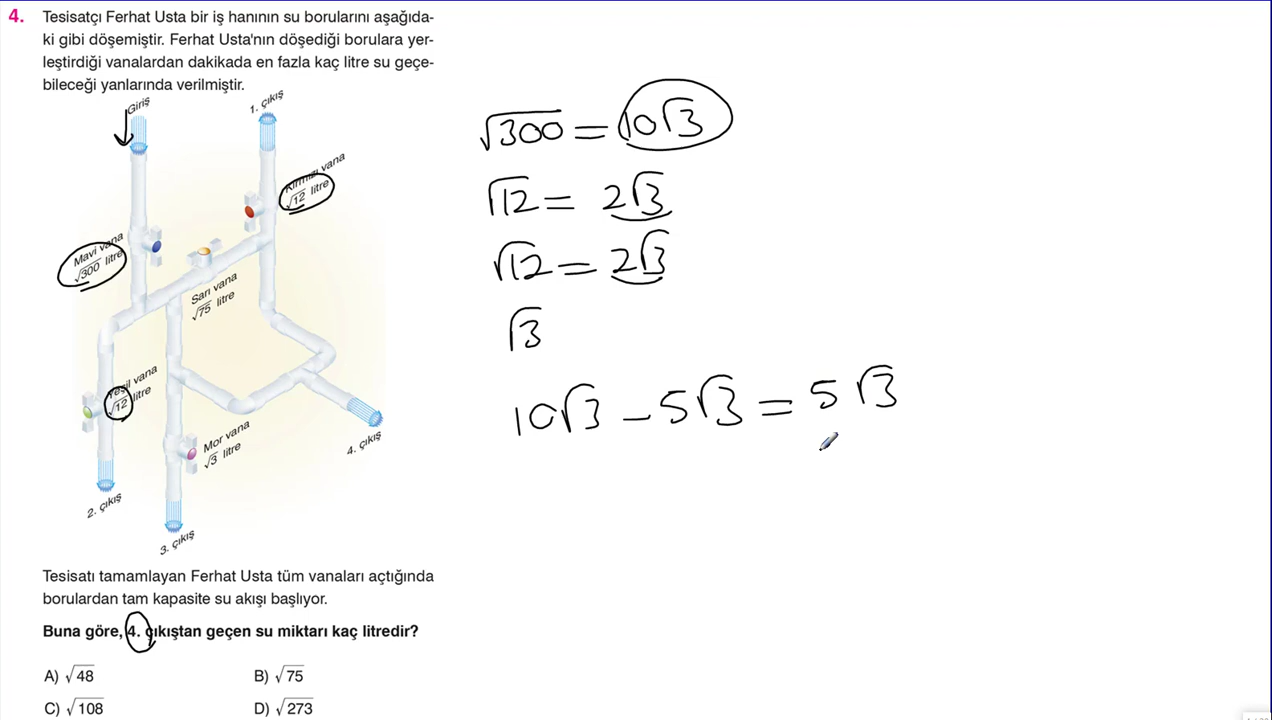 4. Tesisatçı Ferhat Usta bir iş hanının su borularını aşağıda-
ki gibi döşemiştir. Ferhat Usta'nın döşediği borulara yer-
leştirdiği vanalardan dakikada en fazla kaç litre su geçe-
bileceği yanlarında verilmiştir.
Giriş
1. çıkış
Kırmızı vana
√12 litre
Mavi vana
√300 litre
Sarı vana
√75 litre
Yeşil vana
√12 litre
Mor vana
√3 litre
4. çıkış
2. çıkış
3. çıkış
Tesisatı tamamlayan Ferhat Usta tüm vanaları açtığında
borulardan tam kapasite su akışı başlıyor.
Buna göre, 4. çıkıştan geçen su miktarı kaç litredir?
A) √48 B) √75
C) √108 D) √273
√300 = 10√3
√12 = 2√3
√12 = 2√3
√3
10√3 - 5√3 = 5√3